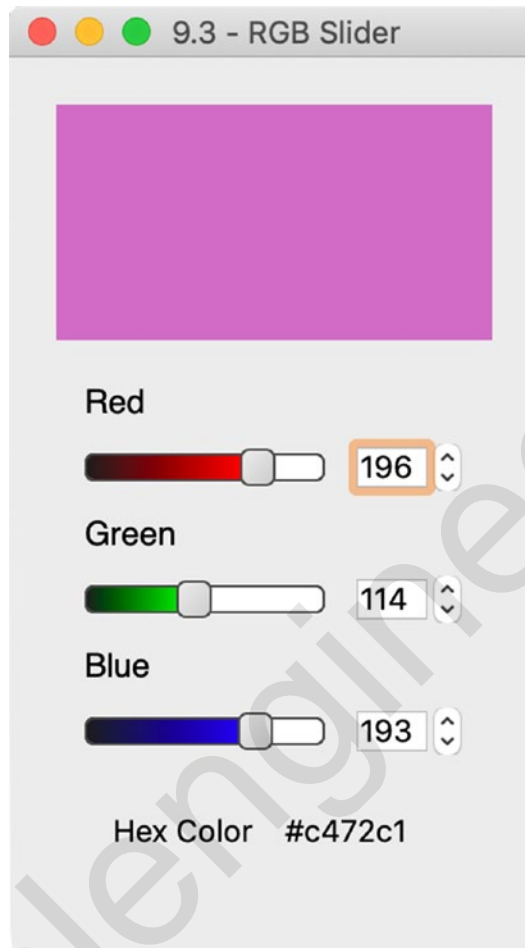 9.3 - RGB Slider
Red
196
Green
114
Blue
193
Hex Color #c472c1